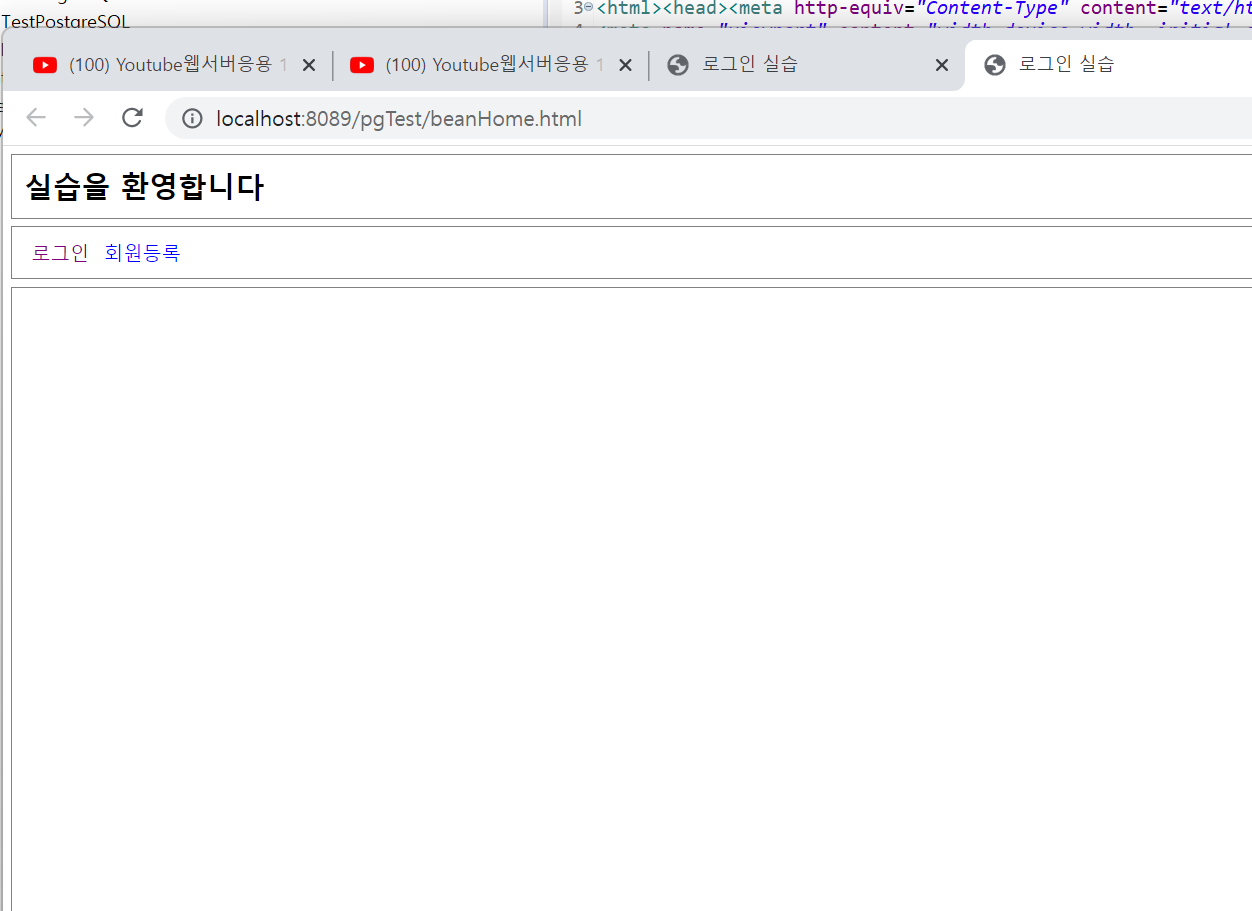 TestPostgreSQL
3 <html><head><meta http-equiv="Content-Type" content="text/ht
(100) Youtube웹서버응용 1
(100) Youtube웹서버응용 1
로그인 실습
로그인 실습
localhost:8089/pgTest/beanHome.html
실습을 환영합니다
로그인 회원등록